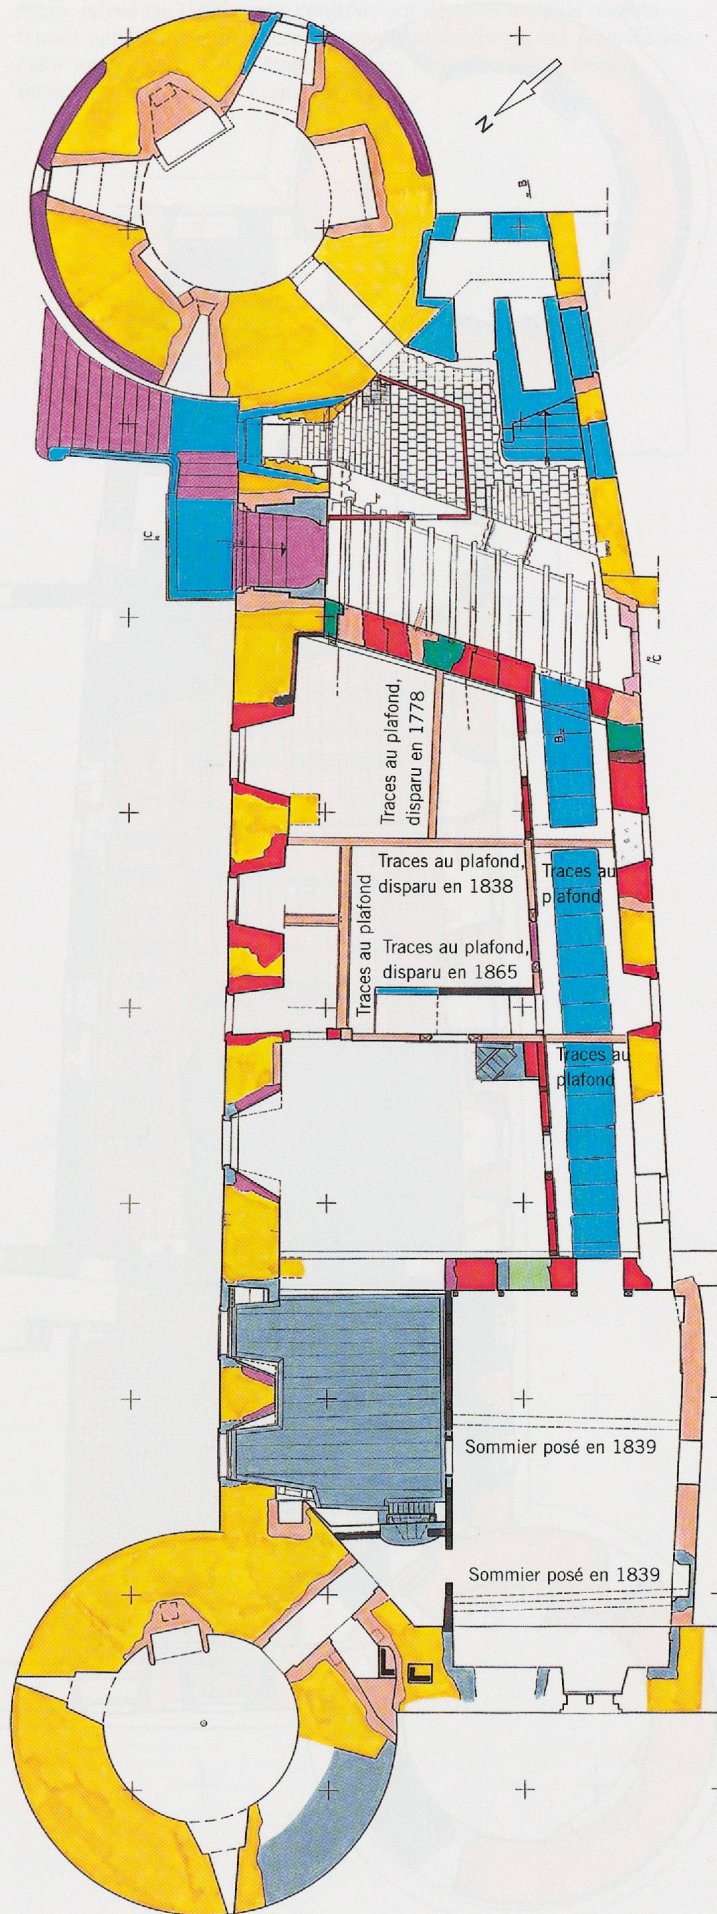 N
B
C
Traces au plafond,
disparu en 1778
B
C
Traces au plafond,
disparu en 1838
Traces au
plafond
Traces au plafond
Traces au plafond,
disparu en 1865
Traces au
plafond
Sommier posé en 1839
Sommier posé en 1839